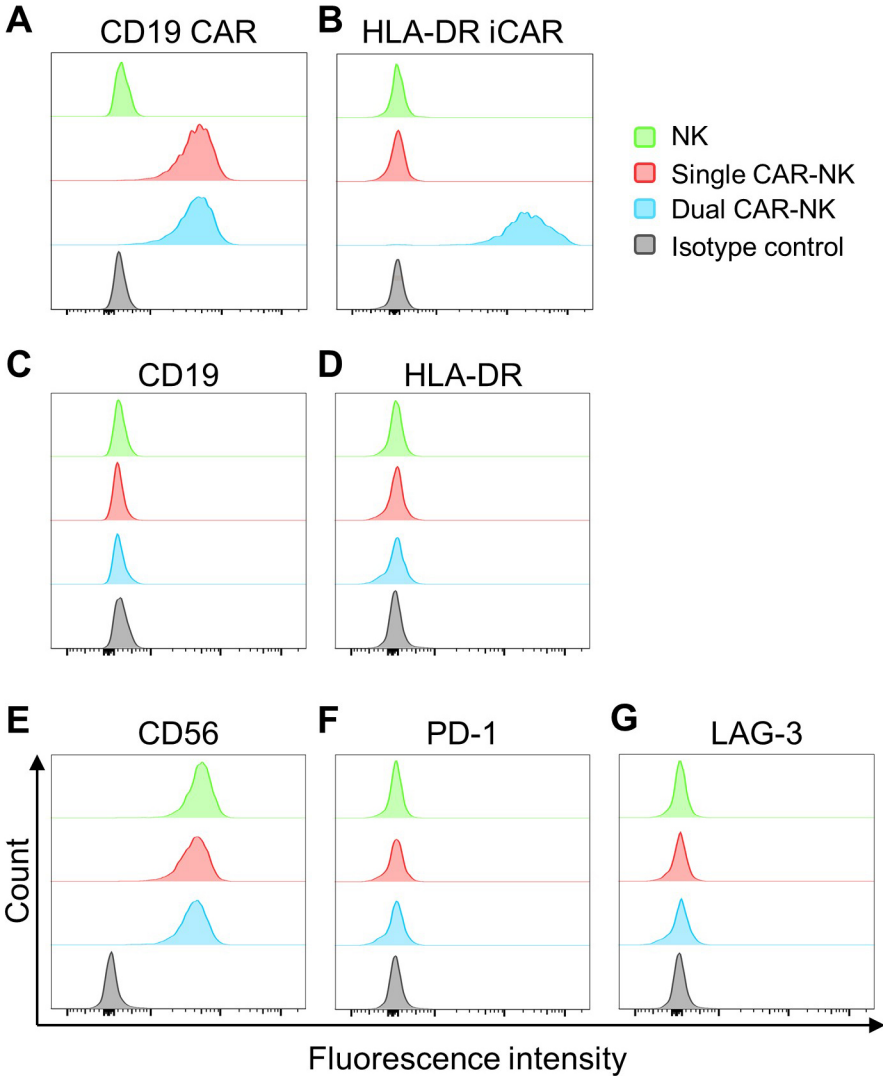 A
CD19 CAR
B
HLA-DR iCAR
NK
Single CAR-NK
Dual CAR-NK
Isotype control
C
CD19
D
HLA-DR
E
CD56
F
PD-1
G
LAG-3
Count
Fluorescence intensity